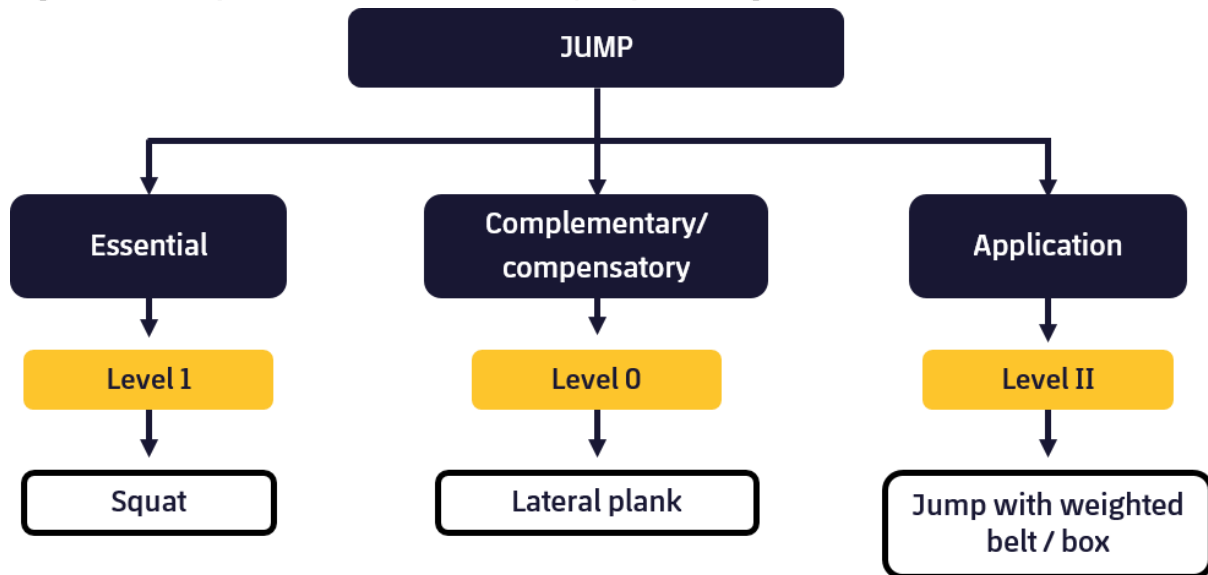 JUMP
Essential
Complementary/
compensatory
Application
Level 1
Level 0
Level II
Squat
Lateral plank
Jump with weighted
belt / box